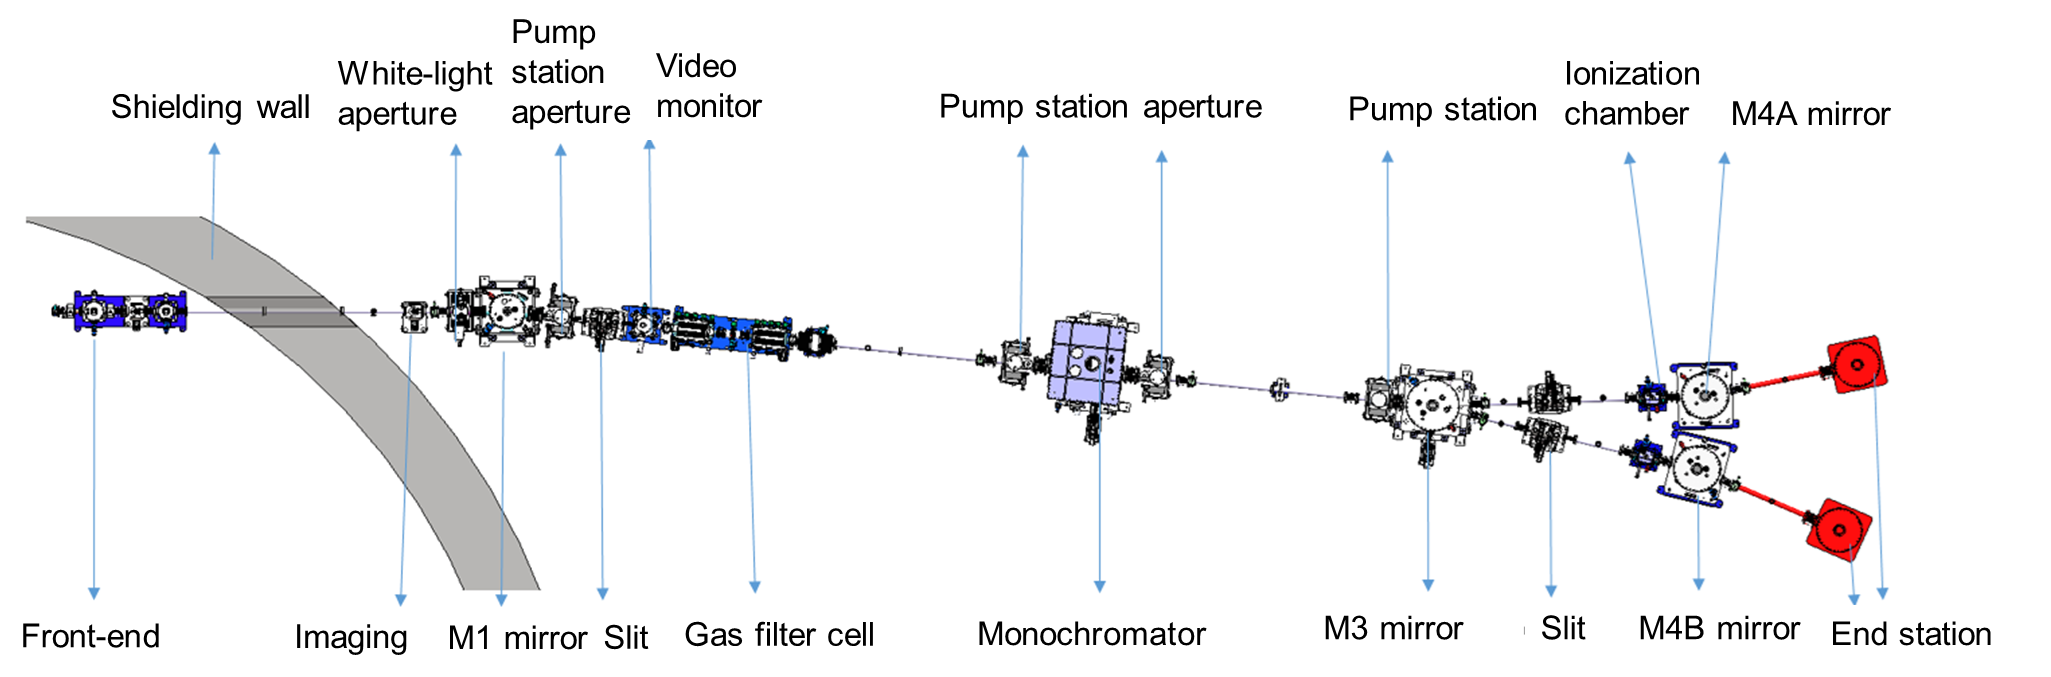 Shielding wall
White-light
aperture
Pump
station
aperture
Video
monitor
Pump station aperture
Pump station
Ionization
chamber
M4A mirror
Front-end
Imaging
M1 mirror
Slit
Gas filter cell
Monochromator
M3 mirror
Slit
M4B mirror
End station